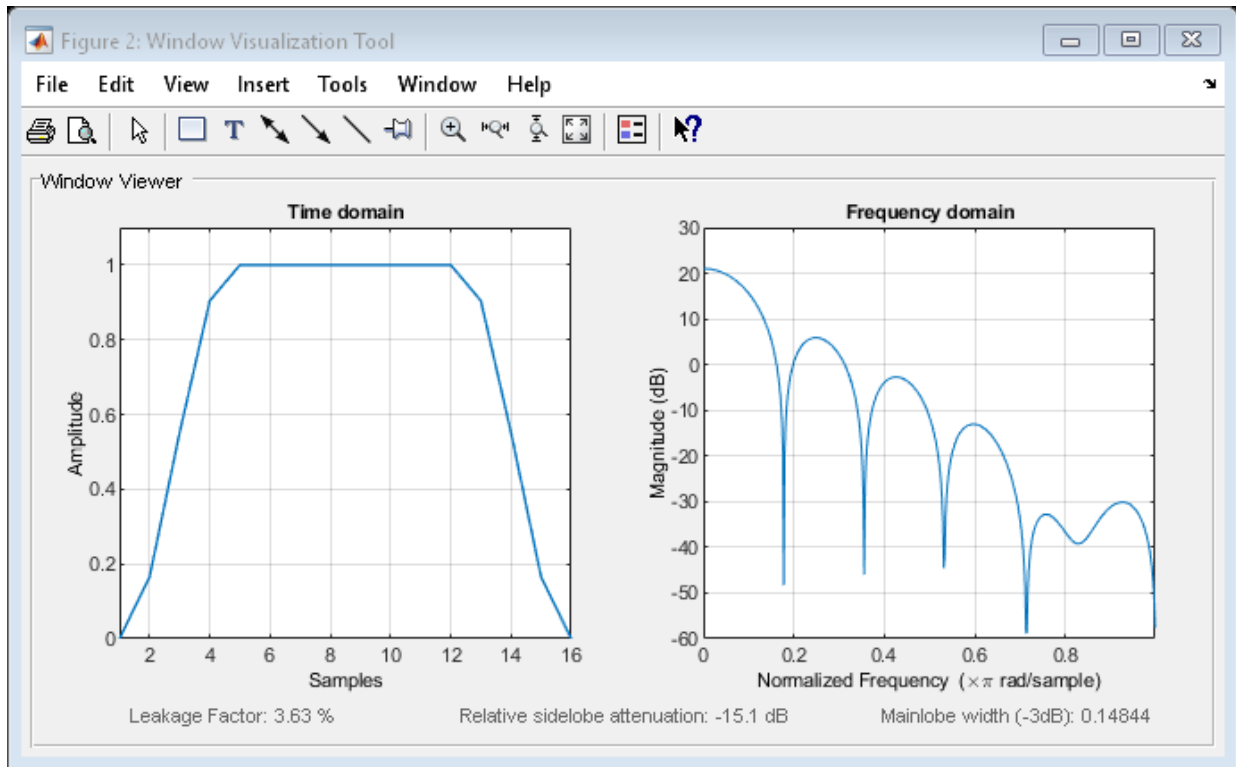 Figure 2: Window Visualization Tool
File Edit View Insert Tools Window Help
T
Window Viewer
Time domain
1
0.8
0.6
0.4
0.2
0
Amplitude
2 4 6 8 10 12 14 16
Samples
Frequency domain
30
20
10
0
-10
-20
-30
-40
-50
-60
Magnitude (dB)
0 0.2 0.4 0.6 0.8
Normalized Frequency (×π rad/sample)
Leakage Factor: 3.63 % Relative sidelobe attenuation: -15.1 dB Mainlobe width (-3dB): 0.14844